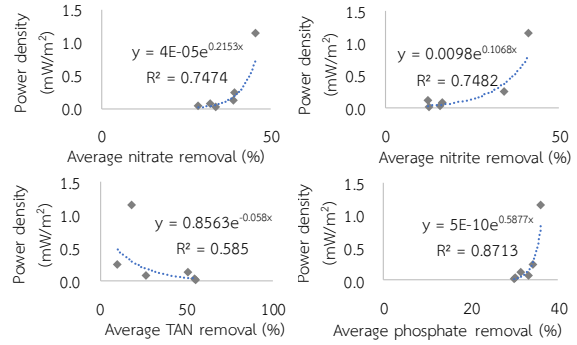 1.5
1.0
0.5
0.0
Power density
(mW/m²)
y = 4E-05e^0.2153x
R² = 0.7474
0
50
Average nitrate removal (%)
1.5
1.0
0.5
0.0
Power density
(mW/m²)
y = 0.0098e^0.1068x
R² = 0.7482
0
50
Average nitrite removal (%)
1.5
1.0
0.5
0.0
Power density
(mW/m²)
y = 0.8563e^-0.058x
R² = 0.585
0
50
100
Average TAN removal (%)
1.5
1.0
0.5
0.0
Power density
(mW/m²)
y = 5E-10e^0.5877x
R² = 0.8713
0
20
40
Average phosphate removal (%)